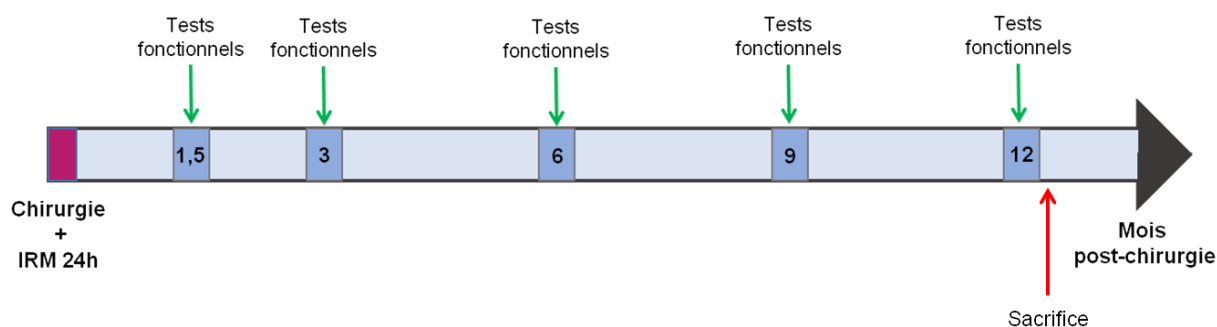 Tests
fonctionnels
Tests
fonctionnels
Tests
fonctionnels
Tests
fonctionnels
Tests
fonctionnels
1,5
3
6
9
12
Chirurgie
+
IRM 24h
Mois
post-chirurgie
Sacrifice